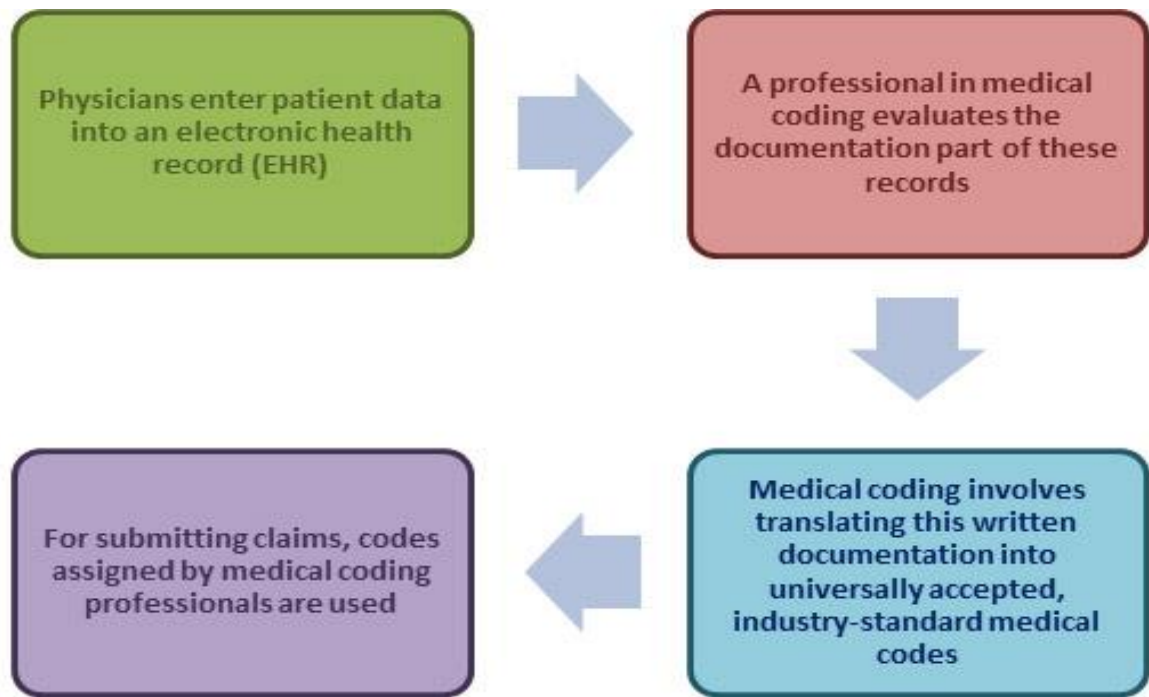 Physicians enter patient data
into an electronic health
record (EHR)
A professional in medical
coding evaluates the
documentation part of these
records
Medical coding involves
translating this written
documentation into
universally accepted,
industry-standard medical
codes
For submitting claims, codes
assigned by medical coding
professionals are used